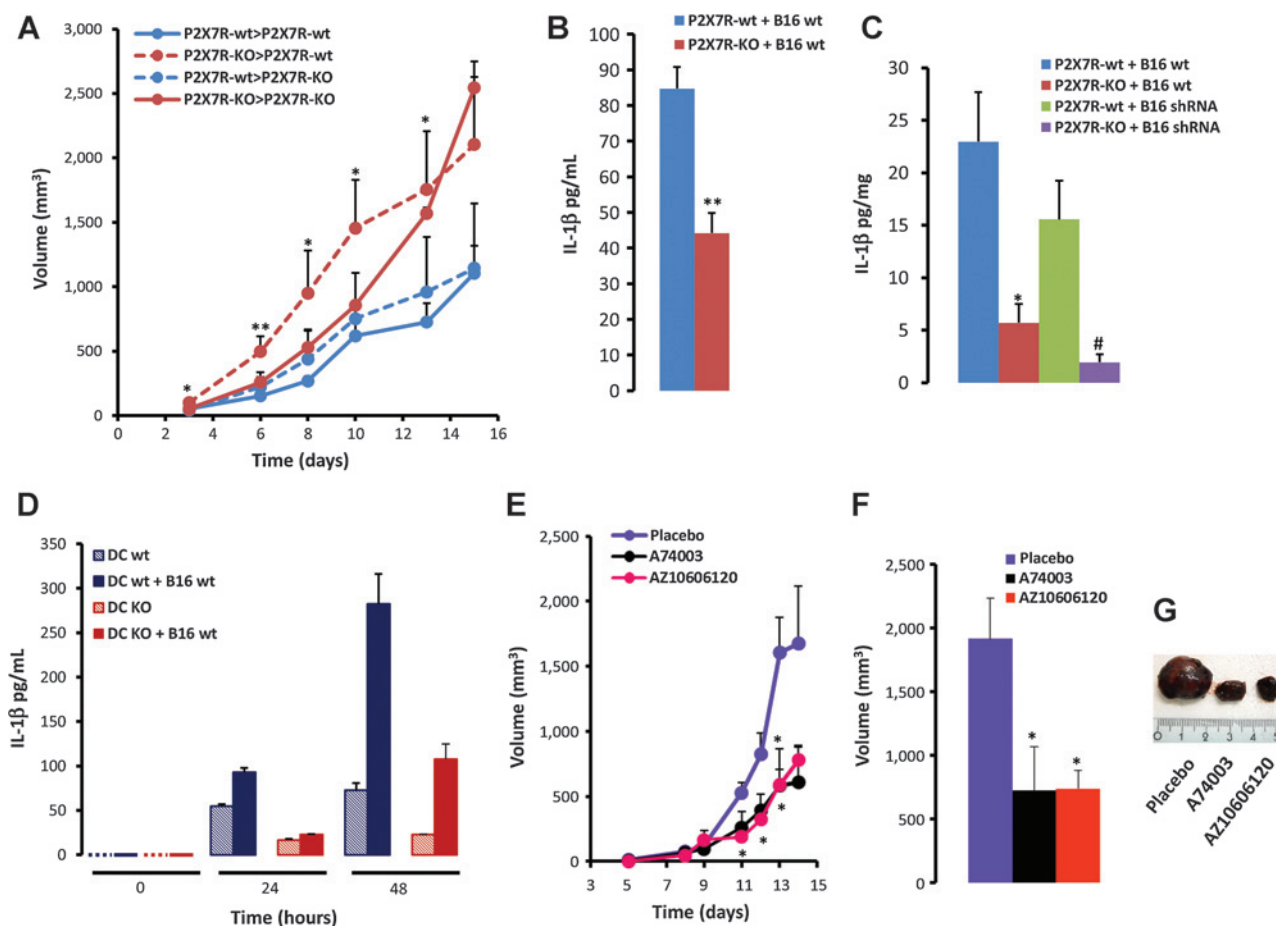 A
3,000
2,500
2,000
1,500
1,000
500
0
Volume (mm³)
P2X7R-wt>P2X7R-wt
P2X7R-KO>P2X7R-wt
P2X7R-wt>P2X7R-KO
P2X7R-KO>P2X7R-KO
*
**
*
*
*
0 2 4 6 8 10 12 14 16
Time (days)
B
P2X7R-wt + B16 wt
P2X7R-KO + B16 wt
100
90
80
70
60
50
40
30
20
10
0
IL-1β pg/mL
**
C
P2X7R-wt + B16 wt
P2X7R-KO + B16 wt
P2X7R-wt + B16 shRNA
P2X7R-KO + B16 shRNA
30
25
20
15
10
5
0
IL-1β pg/mg
*
#
D
350
300
250
200
150
100
50
0
IL-1β pg/mL
DC wt
DC wt + B16 wt
DC KO
DC KO + B16 wt
0 24 48
Time (hours)
E
2,500
2,000
1,500
1,000
500
0
Volume (mm³)
Placebo
A74003
AZ10606120
*
*
*
*
3 5 7 9 11 13 15
Time (days)
F
Placebo
A74003
AZ10606120
2,500
2,000
1,500
1,000
500
0
Volume (mm³)
*
*
G
0 1 2 3 4 5
Placebo
A74003
AZ10606120